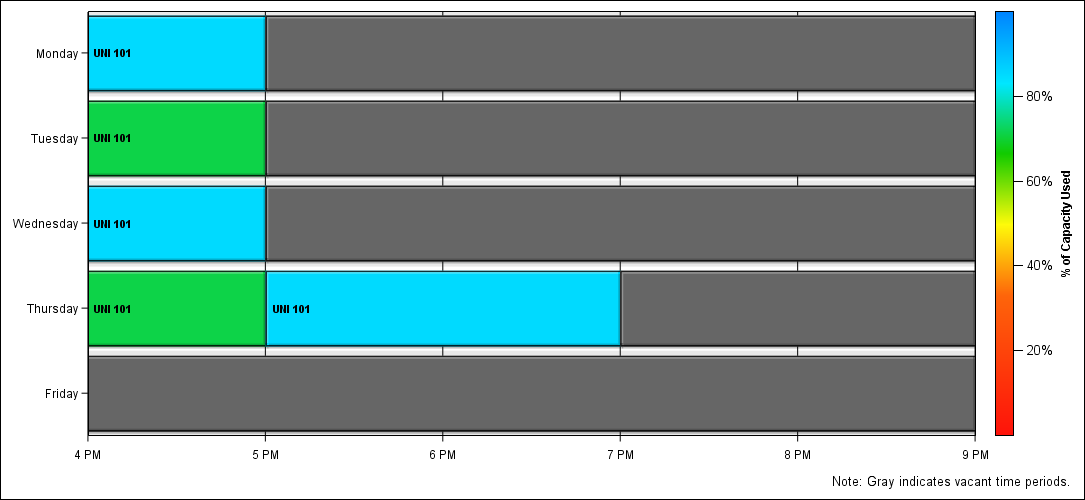 Monday
UNI 101
Tuesday
UNI 101
Wednesday
UNI 101
Thursday
UNI 101
UNI 101
Friday
4 PM
5 PM
6 PM
7 PM
8 PM
9 PM
80%
60%
40%
20%
% of Capacity Used
Note: Gray indicates vacant time periods.